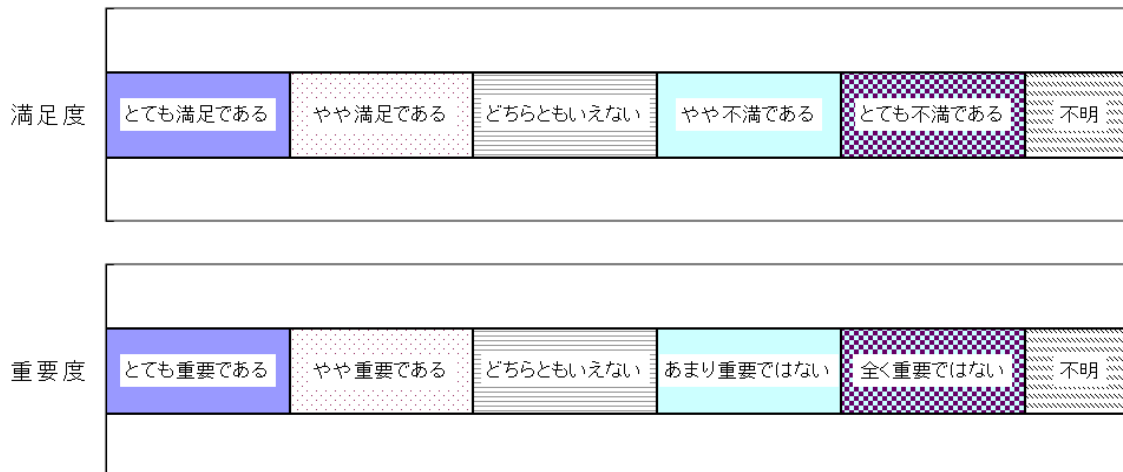 満足度
とても満足である
やや満足である
どちらともいえない
やや不満である
とても不満である
不明
重要度
とても重要である
やや重要である
どちらともいえない
あまり重要ではない
全く重要ではない
不明